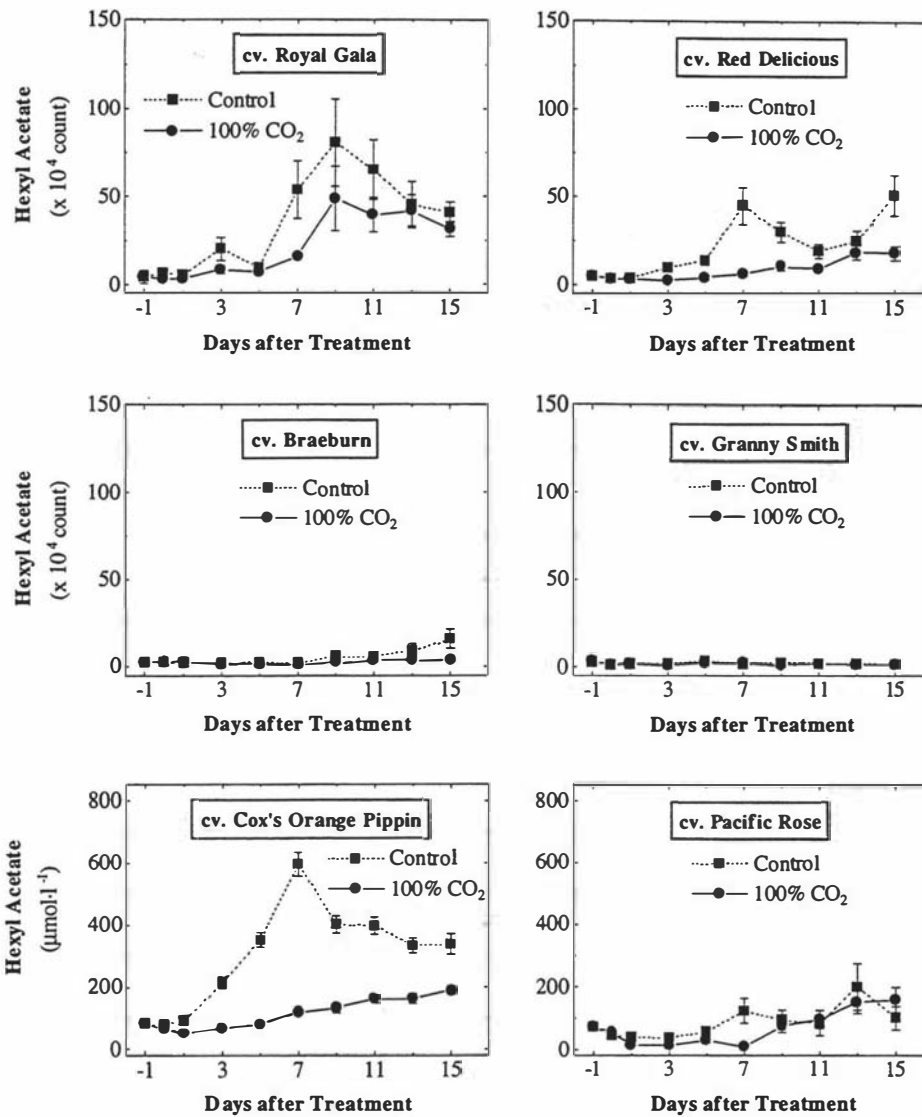 cv. Royal Gala
Control
100% CO₂
Hexyl Acetate
(x 10⁴ count)
150
100
50
0
-1 3 7 11 15
Days after Treatment
cv. Red Delicious
Control
100% CO₂
150
100
50
0
-1 3 7 11 15
Days after Treatment
cv. Braeburn
Control
100% CO₂
Hexyl Acetate
(x 10⁴ count)
150
100
50
0
-1 3 7 11 15
Days after Treatment
cv. Granny Smith
Control
100% CO₂
150
100
50
0
-1 3 7 11 15
Days after Treatment
cv. Cox's Orange Pippin
Control
100% CO₂
Hexyl Acetate
(µmol·l⁻¹)
800
600
400
200
0
-1 3 7 11 15
Days after Treatment
cv. Pacific Rose
Control
100% CO₂
800
600
400
200
0
-1 3 7 11 15
Days after Treatment